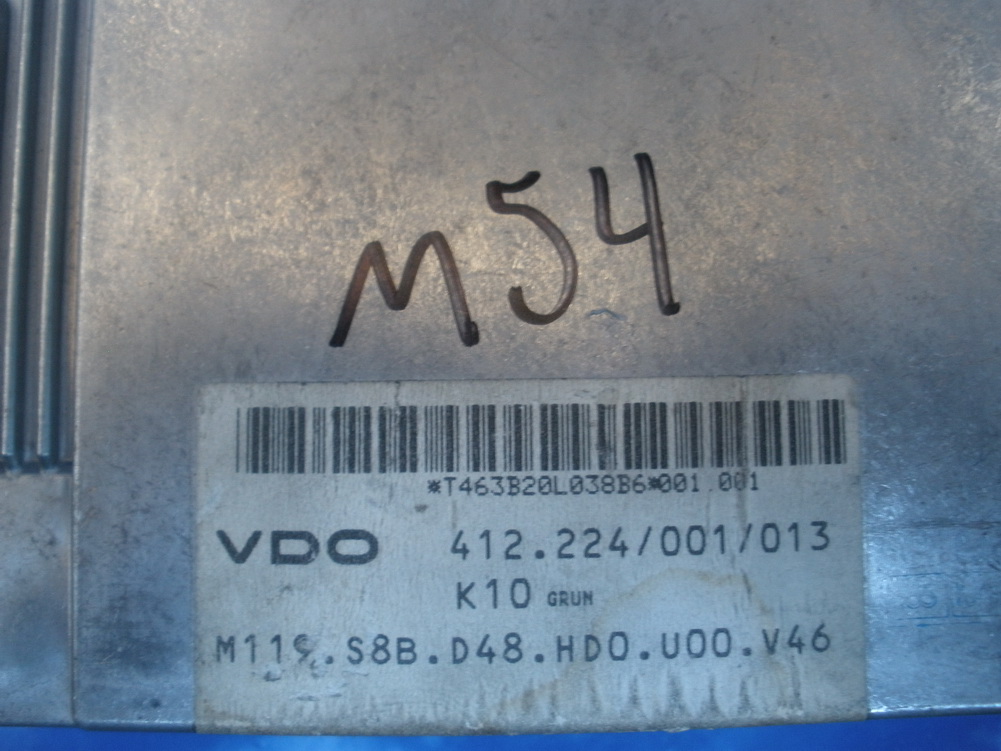 M54
*T463B20L038B6*001 001
VDO 412.224/001/013
K10 GRUN
M119.S8B.D48.HD0.U00.V46